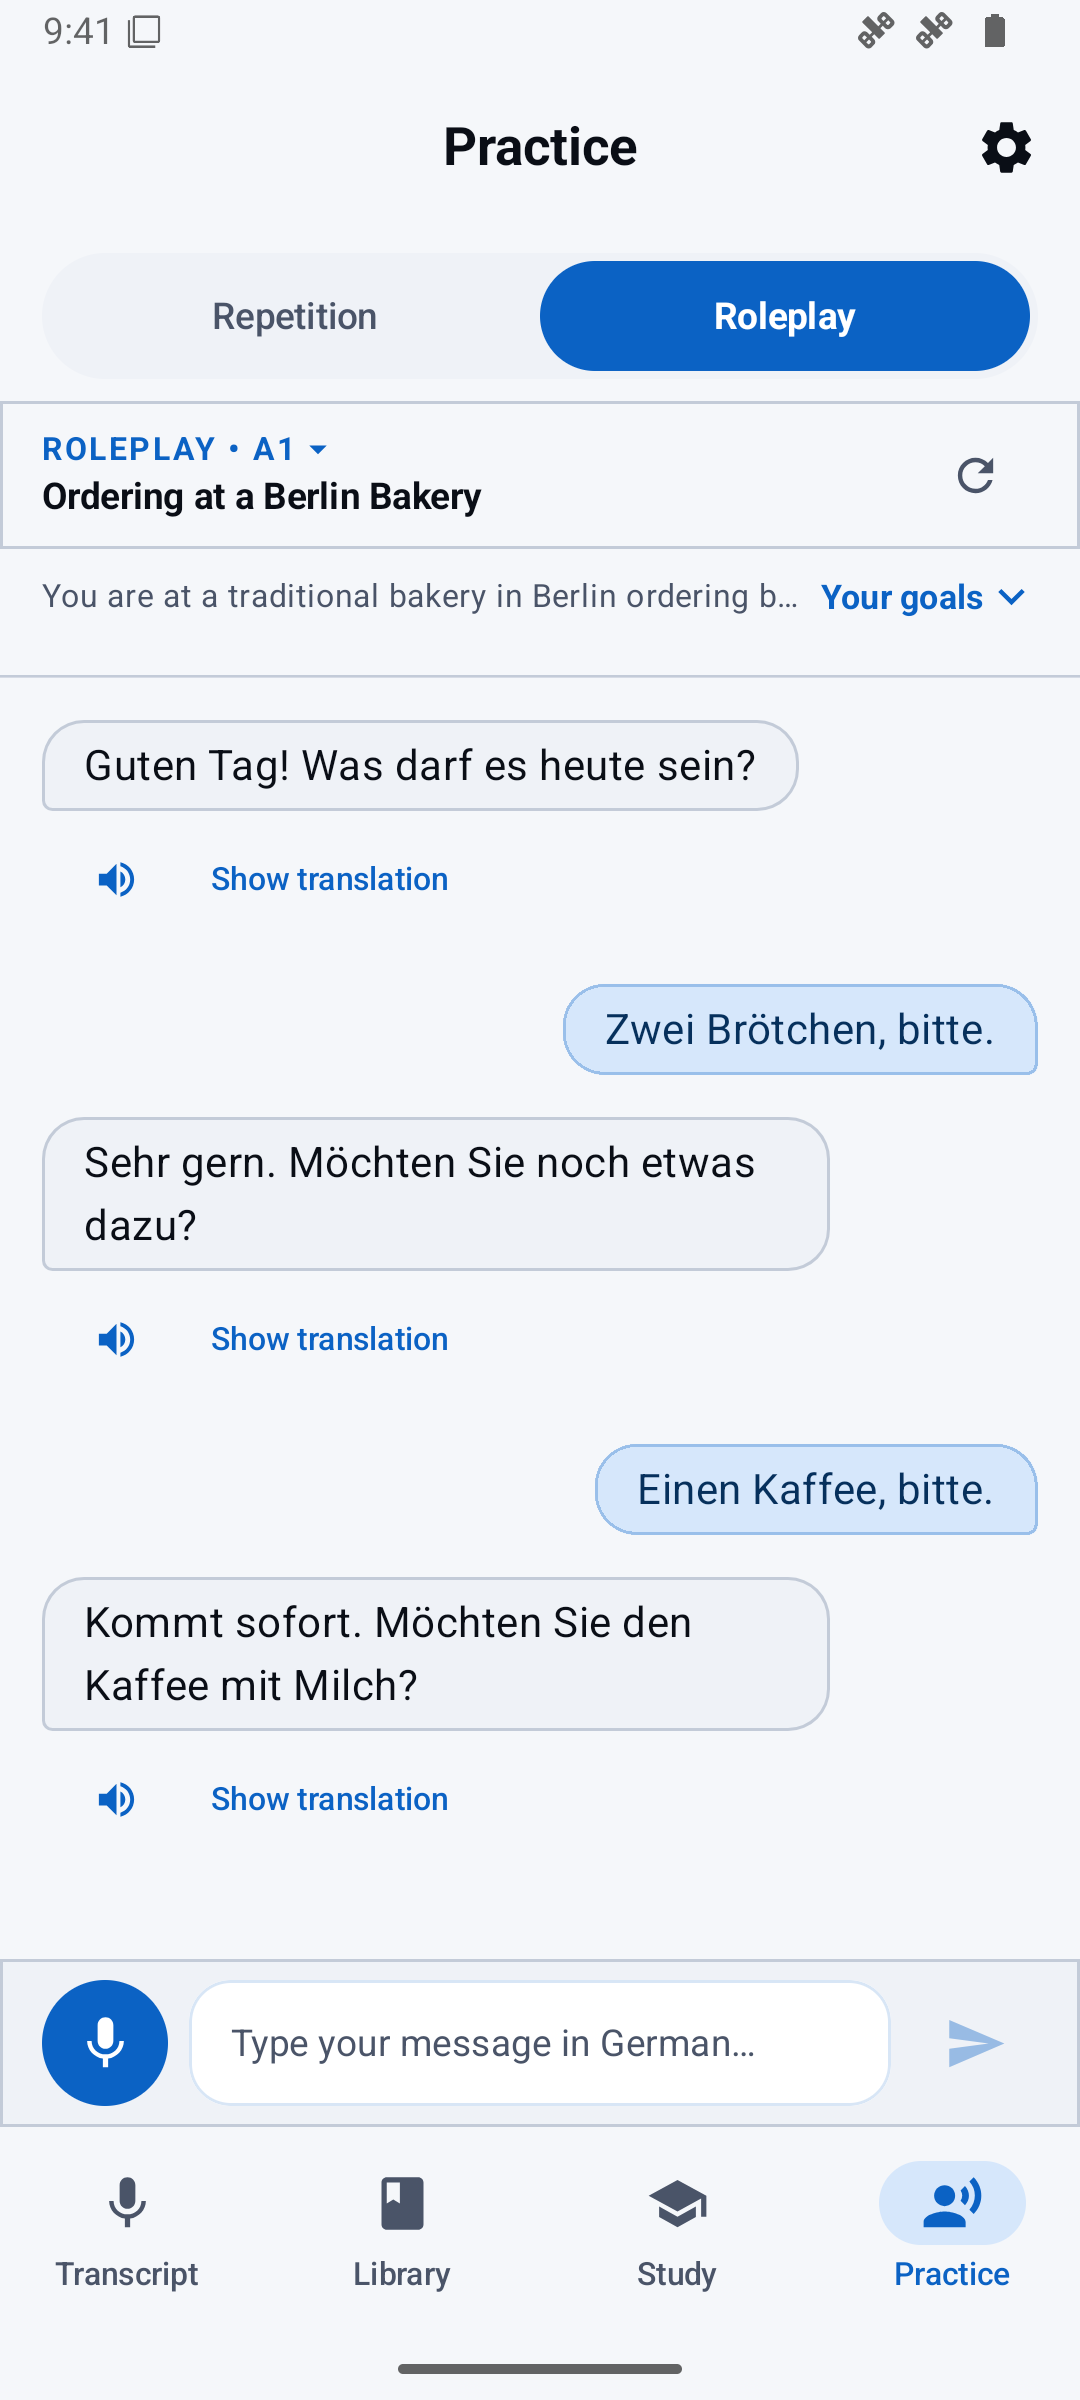 9:41
Practice
Repetition
Roleplay
ROLEPLAY • A1
Ordering at a Berlin Bakery
You are at a traditional bakery in Berlin ordering b...
Your goals
Guten Tag! Was darf es heute sein?
Show translation
Zwei Brötchen, bitte.
Sehr gern. Möchten Sie noch etwas
dazu?
Show translation
Einen Kaffee, bitte.
Kommt sofort. Möchten Sie den
Kaffee mit Milch?
Show translation
Type your message in German...
Transcript
Library
Study
Practice